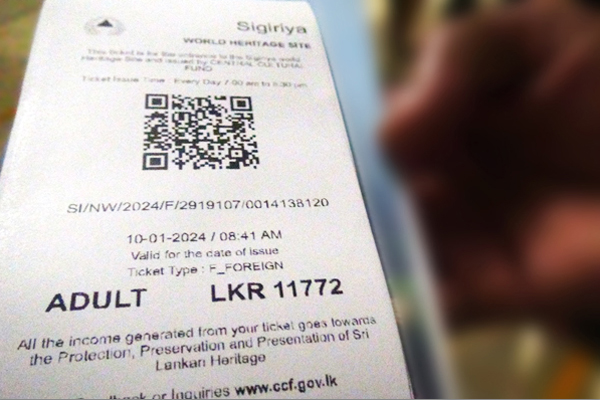 Sigiriya
WORLD HERITAGE SITE
This ticket is for the entrance to the Sigiriya world
Heritage Site and issued by CENTRAL CULTURAL
FUND
Ticket Issue Time : Every Day 7.00 am to 5.30 pm
SI/NW/2024/F/2919107/0014138120
10-01-2024 / 08:41 AM
Valid for the date of issue
Ticket Type : F_FOREIGN
ADULT LKR 11772
All the income generated from your ticket goes towards
the Protection, Preservation and Presentation of Sri
Lankan Heritage
or Inquiries www.ccf.gov.lk